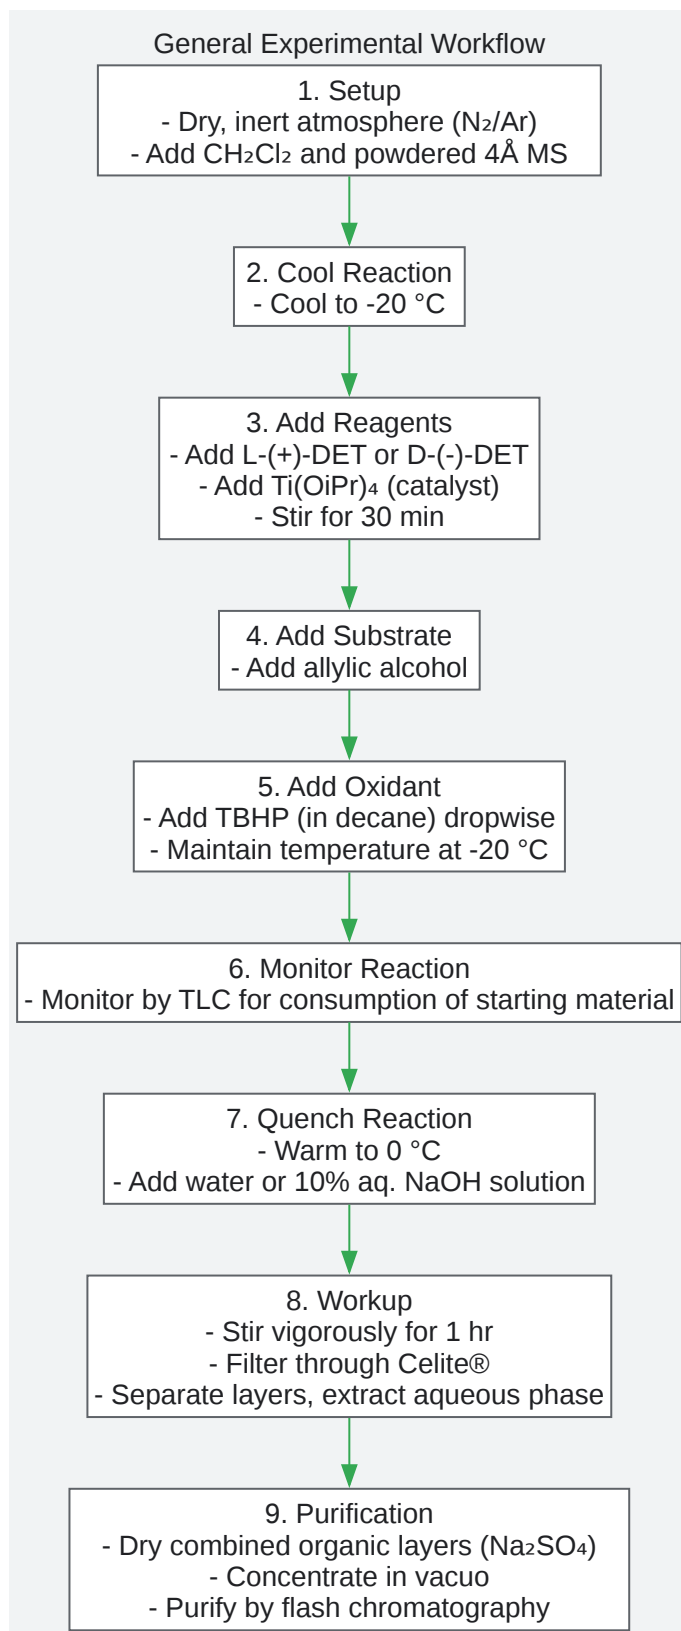 General Experimental Workflow
1. Setup
- Dry, inert atmosphere (N₂/Ar)
- Add CH₂Cl₂ and powdered 4Å MS
2. Cool Reaction
- Cool to -20 °C
3. Add Reagents
- Add L-(+)-DET or D-(-)-DET
- Add Ti(OiPr)₄ (catalyst)
- Stir for 30 min
4. Add Substrate
- Add allylic alcohol
5. Add Oxidant
- Add TBHP (in decane) dropwise
- Maintain temperature at -20 °C
6. Monitor Reaction
- Monitor by TLC for consumption of starting material
7. Quench Reaction
- Warm to 0 °C
- Add water or 10% aq. NaOH solution
8. Workup
- Stir vigorously for 1 hr
- Filter through Celite®
- Separate layers, extract aqueous phase
9. Purification
- Dry combined organic layers (Na₂SO₄)
- Concentrate in vacuo
- Purify by flash chromatography